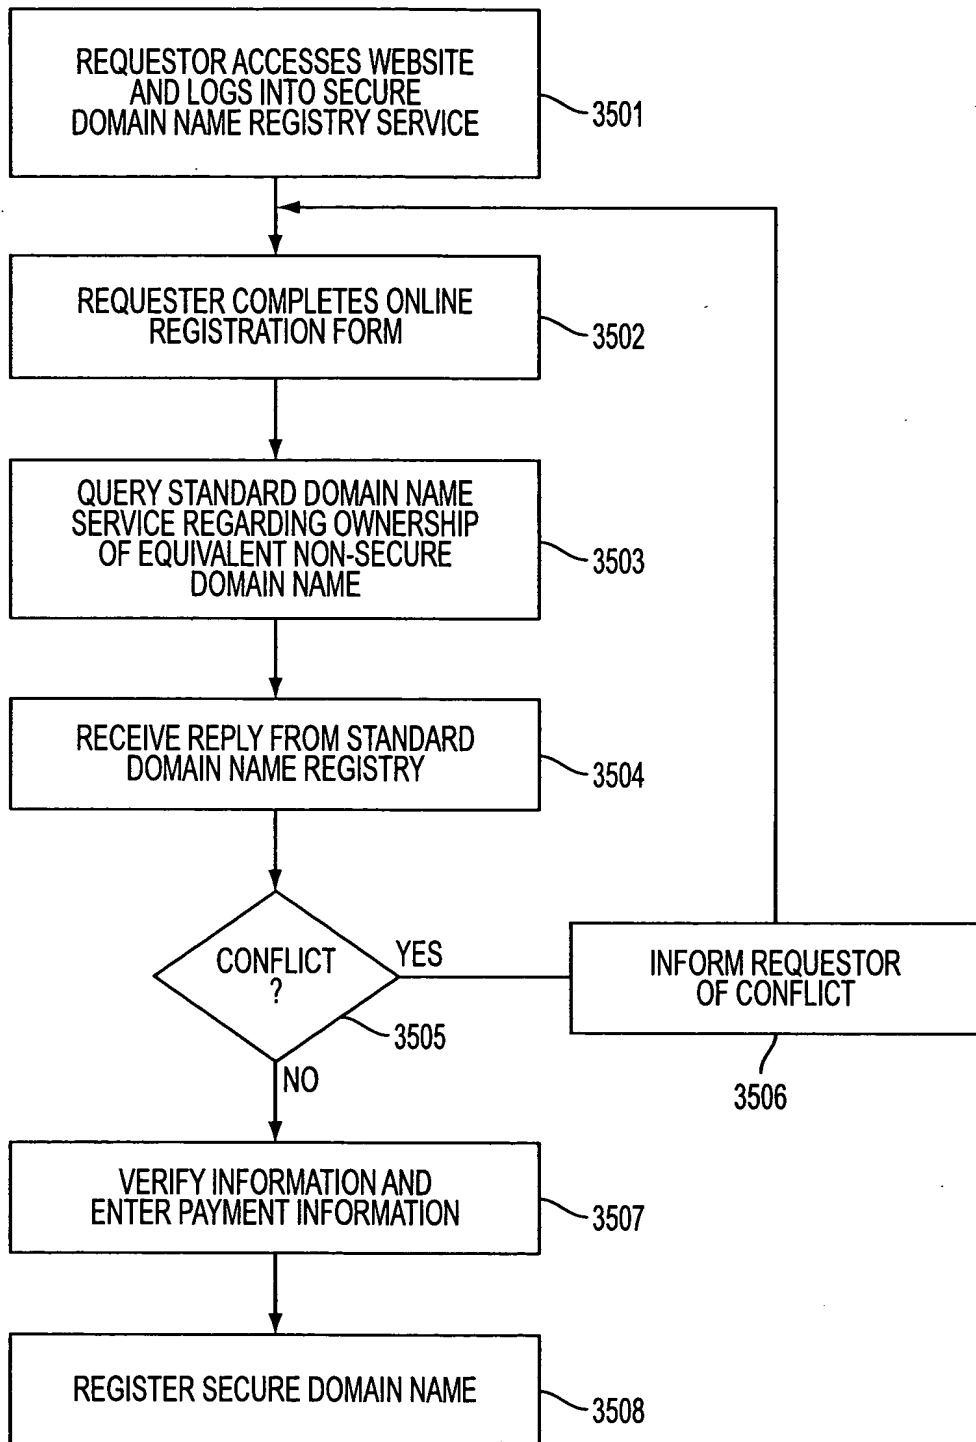 REQUESTOR ACCESSES WEBSITE
AND LOGS INTO SECURE
DOMAIN NAME REGISTRY SERVICE
3501
REQUESTER COMPLETES ONLINE
REGISTRATION FORM
3502
QUERY STANDARD DOMAIN NAME
SERVICE REGARDING OWNERSHIP
OF EQUIVALENT NON-SECURE
DOMAIN NAME
3503
RECEIVE REPLY FROM STANDARD
DOMAIN NAME REGISTRY
3504
CONFLICT
?
3505
YES
INFORM REQUESTOR
OF CONFLICT
3506
NO
VERIFY INFORMATION AND
ENTER PAYMENT INFORMATION
3507
REGISTER SECURE DOMAIN NAME
3508